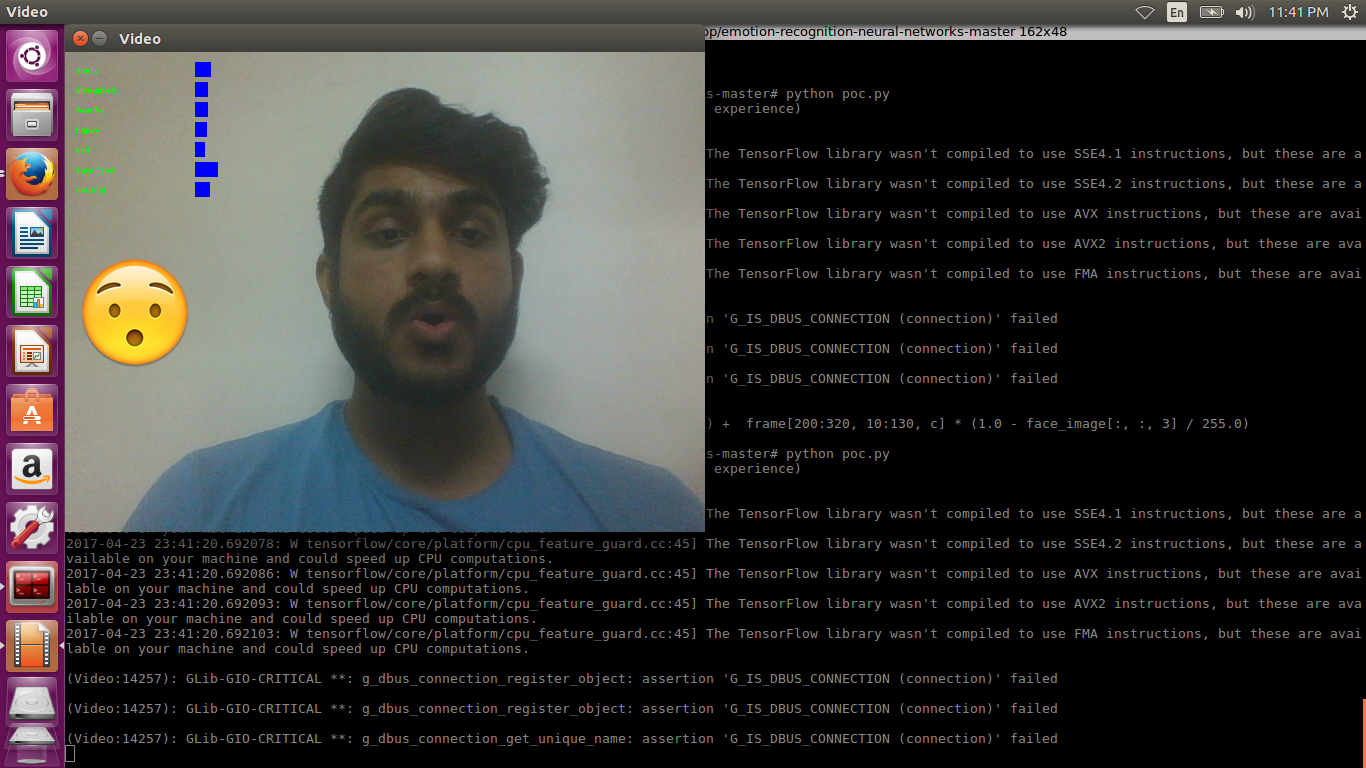 Video
En
11:41 PM
Video
op/emotion-recognition-neural-networks-master 162x48
s-master# python poc.py
experience)
The TensorFlow library wasn't compiled to use SSE4.1 instructions, but these are a
The TensorFlow library wasn't compiled to use SSE4.2 instructions, but these are a
The TensorFlow library wasn't compiled to use AVX instructions, but these are avai
The TensorFlow library wasn't compiled to use AVX2 instructions, but these are ava
The TensorFlow library wasn't compiled to use FMA instructions, but these are avai
n 'G_IS_DBUS_CONNECTION (connection)' failed
n 'G_IS_DBUS_CONNECTION (connection)' failed
n 'G_IS_DBUS_CONNECTION (connection)' failed
) +  frame[200:320, 10:130, c] * (1.0 - face_image[:, :, 3] / 255.0)
s-master# python poc.py
experience)
The TensorFlow library wasn't compiled to use SSE4.1 instructions, but these are a
2017-04-23 23:41:20.692078: W tensorflow/core/platform/cpu_feature_guard.cc:45] The TensorFlow library wasn't compiled to use SSE4.2 instructions, but these are a
vailable on your machine and could speed up CPU computations.
2017-04-23 23:41:20.692086: W tensorflow/core/platform/cpu_feature_guard.cc:45] The TensorFlow library wasn't compiled to use AVX instructions, but these are avai
lable on your machine and could speed up CPU computations.
2017-04-23 23:41:20.692093: W tensorflow/core/platform/cpu_feature_guard.cc:45] The TensorFlow library wasn't compiled to use AVX2 instructions, but these are ava
ilable on your machine and could speed up CPU computations.
2017-04-23 23:41:20.692103: W tensorflow/core/platform/cpu_feature_guard.cc:45] The TensorFlow library wasn't compiled to use FMA instructions, but these are avai
lable on your machine and could speed up CPU computations.
(Video:14257): GLib-GIO-CRITICAL **: g_dbus_connection_register_object: assertion 'G_IS_DBUS_CONNECTION (connection)' failed
(Video:14257): GLib-GIO-CRITICAL **: g_dbus_connection_register_object: assertion 'G_IS_DBUS_CONNECTION (connection)' failed
(Video:14257): GLib-GIO-CRITICAL **: g_dbus_connection_get_unique_name: assertion 'G_IS_DBUS_CONNECTION (connection)' failed